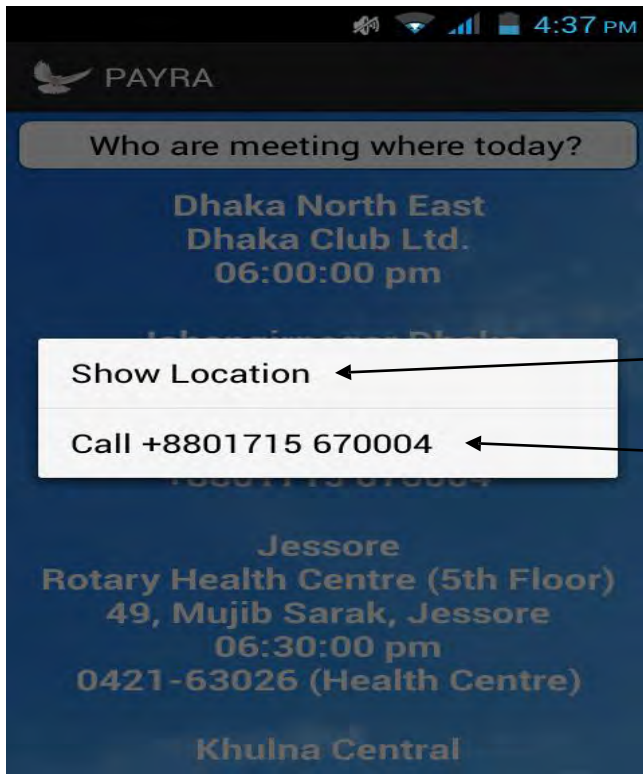 4:37 PM
PAYRA
Who are meeting where today?
Dhaka North East
Dhaka Club Ltd.
06:00:00 pm
Show Location
Call +8801715 670004
Jessore
Rotary Health Centre (5th Floor)
49, Mujib Sarak, Jessore
06:30:00 pm
0421-63026 (Health Centre)
Khulna Central